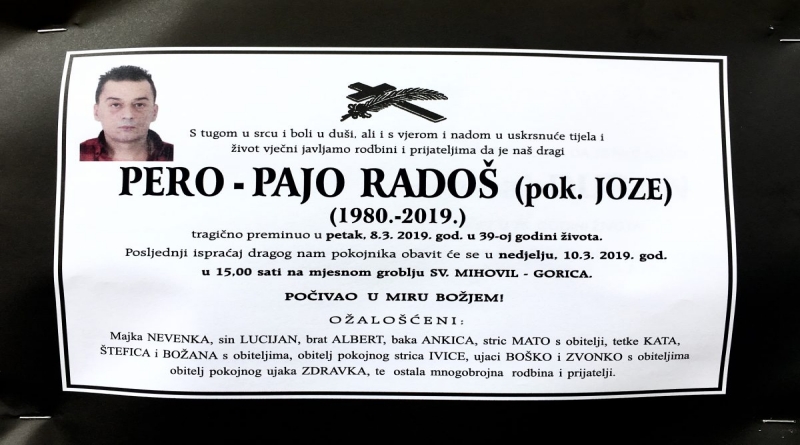 S tugom u srcu i boli u duši, ali i s vjerom i nadom u uskrsnuće tijela i
život vječni javljamo rodbini i prijateljima da je naš dragi
PERO - PAJO RADOŠ (pok. JOZE)
(1980.-2019.)
tragično preminuo u petak, 8.3. 2019. god. u 39-oj godini života.
Posljednji ispraćaj dragog nam pokojnika obavit će se u nedjelju, 10.3. 2019. god.
u 15,00 sati na mjesnom groblju SV. MIHOVIL - GORICA.
POČIVAO U MIRU BOŽJEM!
OŽALOŠĆENI:
Majka NEVENKA, sin LUCIJAN, brat ALBERT, baka ANKICA, stric MATO s obitelji, tetke KATA,
ŠTEFICA i BOŽANA s obiteljima, obitelj pokojnog strica IVICE, ujaci BOŠKO i ZVONKO s obiteljima
obitelj pokojnog ujaka ZDRAVKA, te ostala mnogobrojna rodbina i prijatelji.